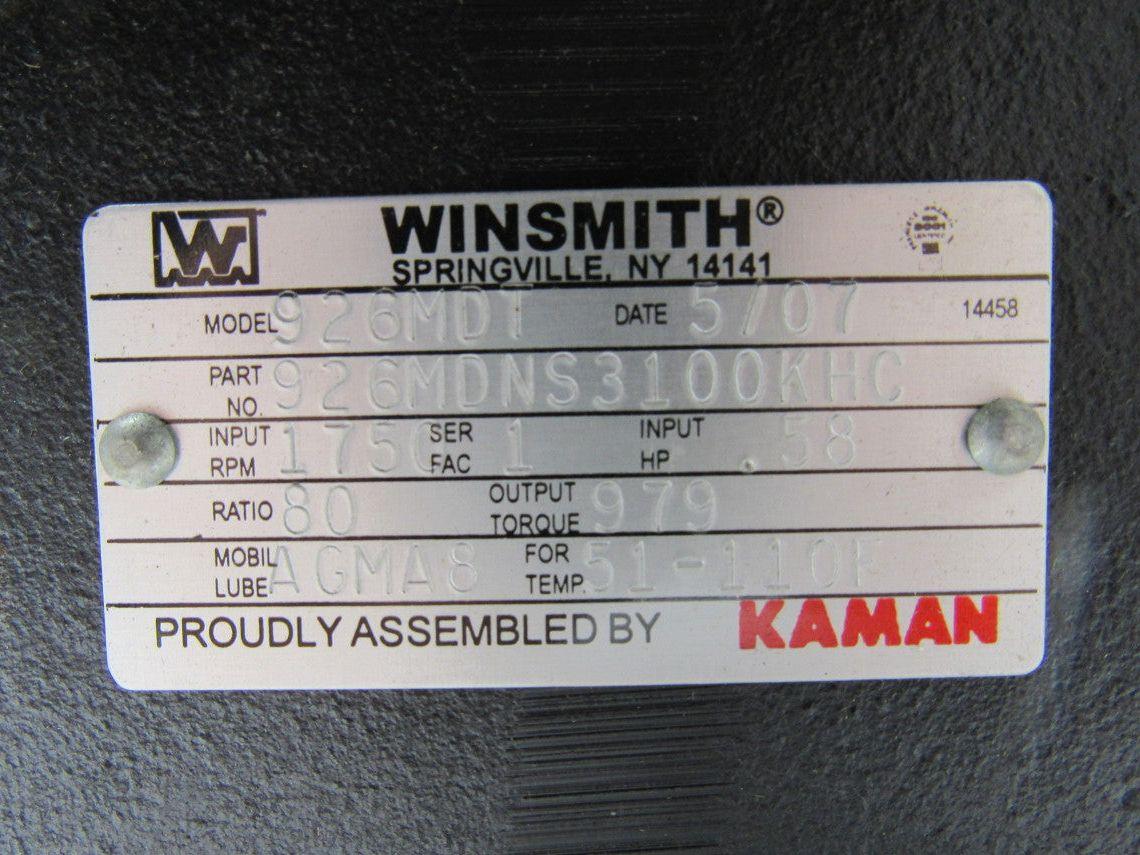 W
WINSMITH®
SPRINGVILLE, NY 14141
ISO 9001
MODEL 926MDT DATE 5/07 14458
PART NO. 926MDNS3100KHC
INPUT RPM 1750 SER FAC 1 INPUT HP .58
RATIO 80 OUTPUT TORQUE 979
MOBIL LUBE AGMA8 FOR TEMP. 51-110F
PROUDLY ASSEMBLED BY KAMAN